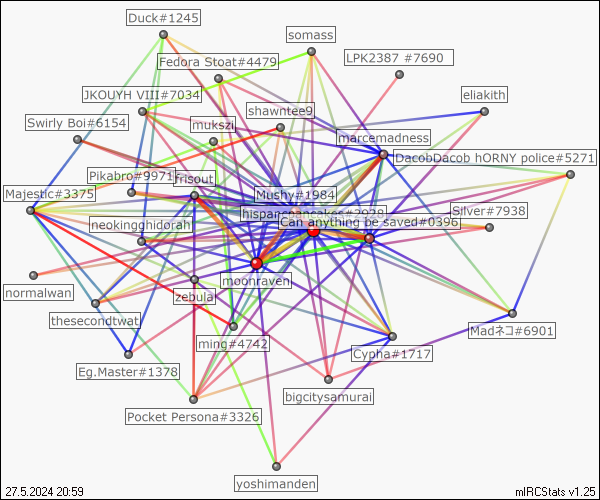 Duck#1245
somass
LPK2387 #7690
Fedora Stoat#4479
JKOUYH VIII#7034
eliakith
shawntee9
Swirly Boi#6154
mukszi
marcemadness
DacobDacob hORNY police#5271
Pikabro#9971
frisout
Majestic#3375
Mushy#1984
hispanicpancakes#2928
Silver#7938
Can anything be saved#0396
neokingghidorah
moonraven
normalwan
zebula
thesecondtwat
Madネコ#6901
ming#4742
Cypha#1717
Eg.Master#1378
bigcitysamurai
Pocket Persona#3326
yoshimanden
27.5.2024 20:59
mIRCStats v1.25